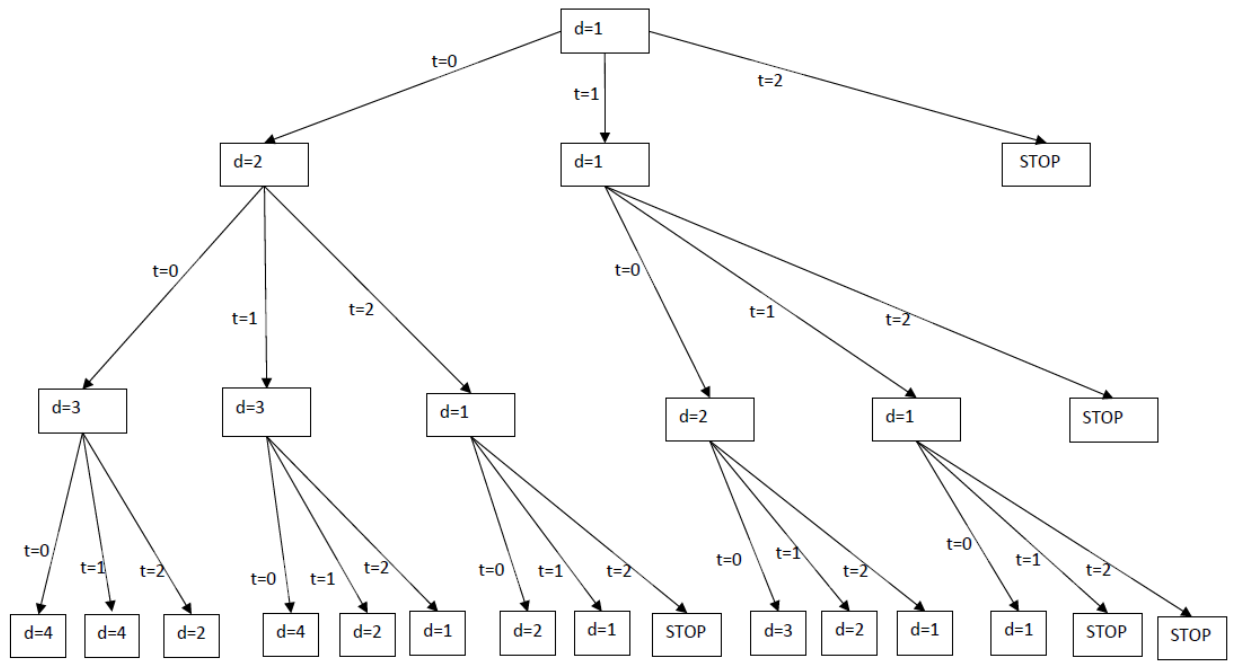 d=1
t=0
t=1
t=2
d=2
d=1
STOP
t=0
t=1
t=2
t=0
t=1
t=2
d=3
d=3
d=1
d=2
d=1
STOP
t=0
t=1
t=2
t=0
t=1
t=2
t=0
t=1
t=2
t=0
t=1
t=2
t=0
t=1
t=2
d=4
d=4
d=2
d=4
d=2
d=1
d=2
d=1
STOP
d=3
d=2
d=1
d=1
STOP
STOP